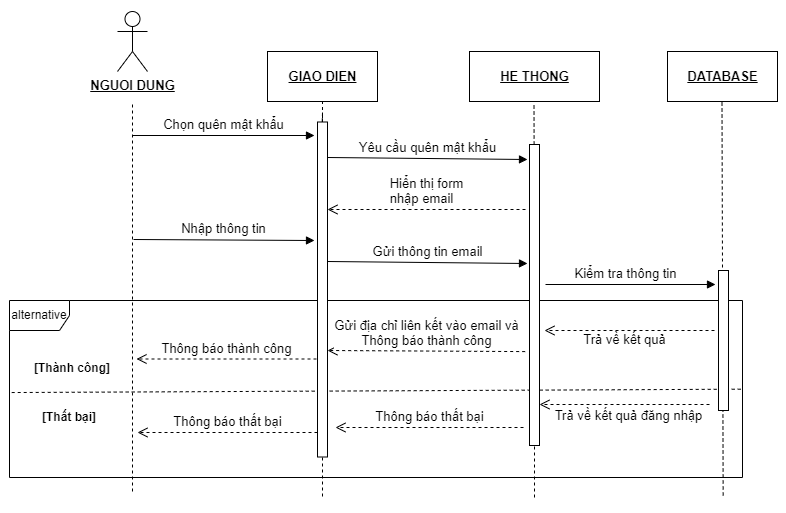 NGUOI DUNG
GIAO DIEN
HE THONG
DATABASE
Chọn quên mật khẩu
Yêu cầu quên mật khẩu
Hiển thị form
nhập email
Nhập thông tin
Gửi thông tin email
Kiểm tra thông tin
alternative
Gửi địa chỉ liên kết vào email và
Thông báo thành công
Trả về kết quả
Thông báo thành công
[Thành công]
[Thất bại]
Trả về kết quả đăng nhập
Thông báo thất bại
Thông báo thất bại